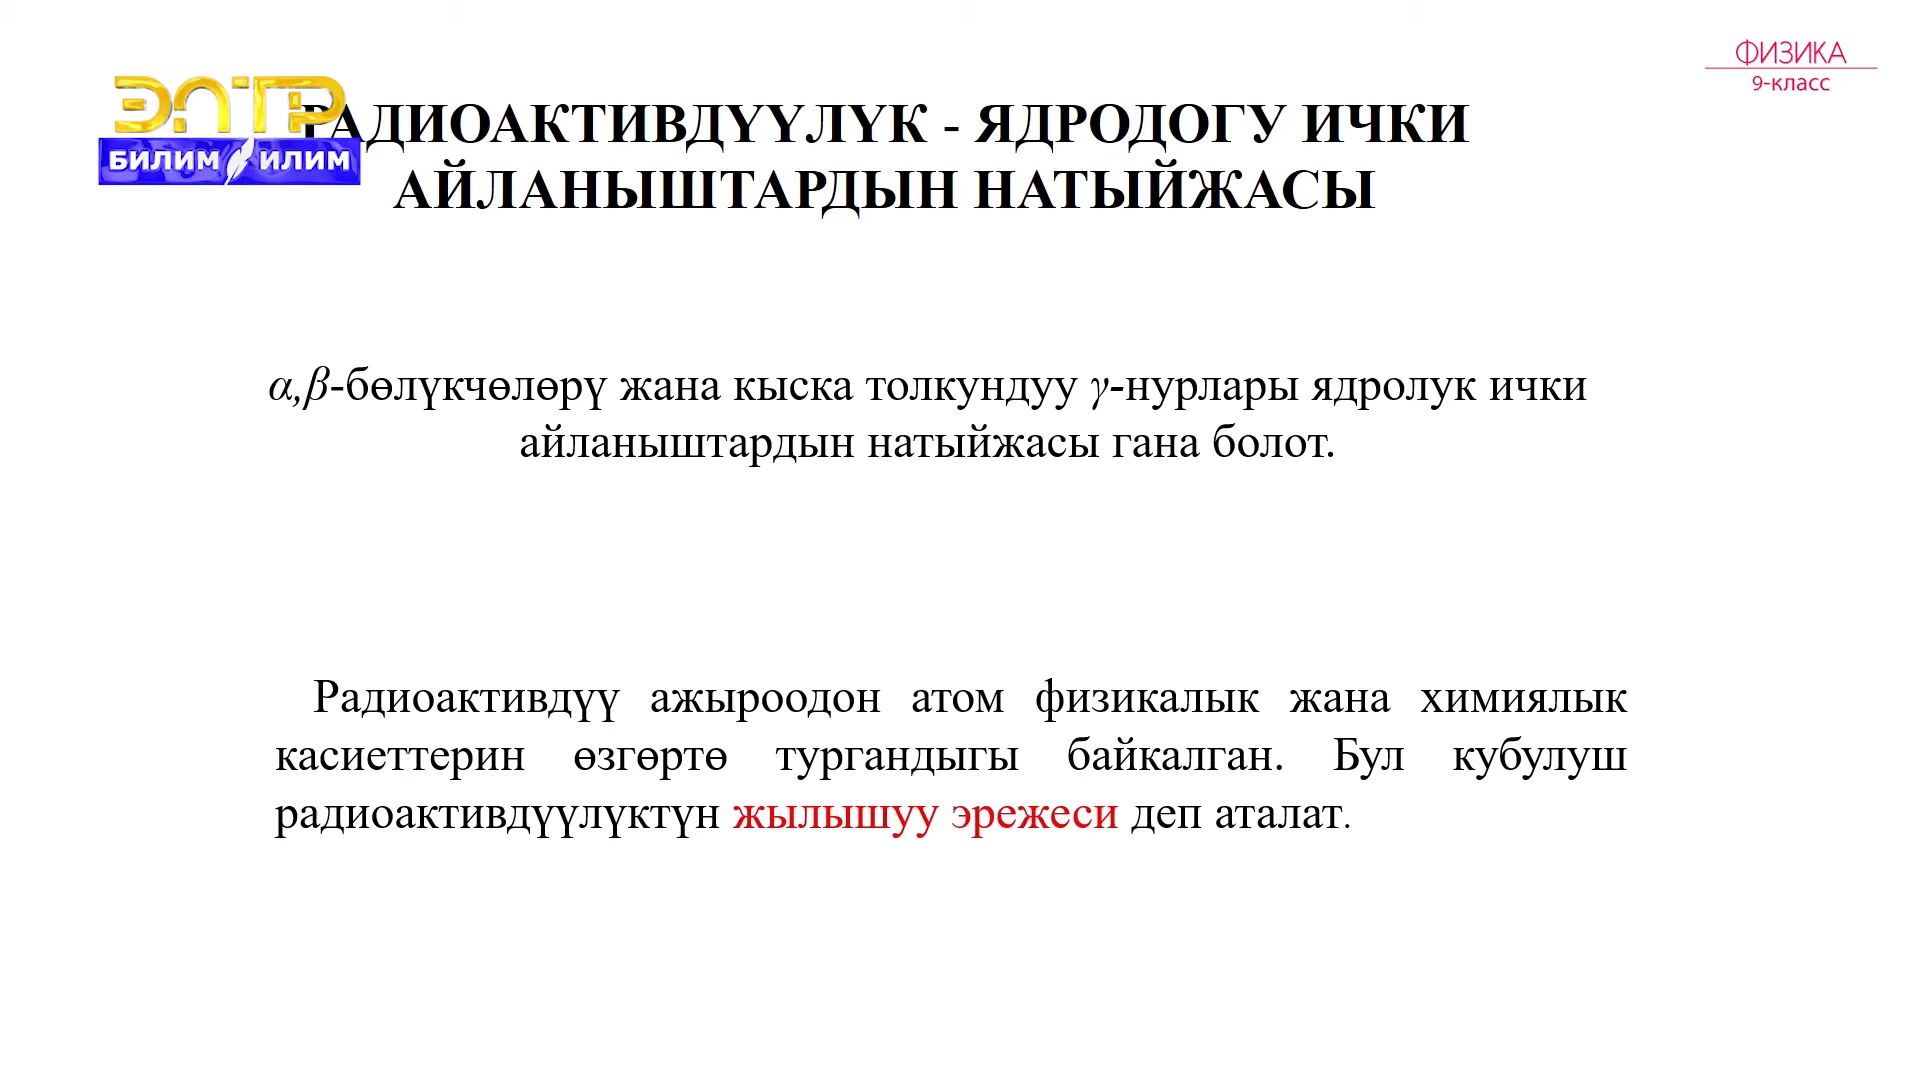 ФИЗИКА
9-класс
ЭЛТР
БИЛИМ ИЛИМ
РАДИОАКТИВДҮҮЛҮК - ЯДРОДОГУ ИЧКИ
АЙЛАНЫШТАРДЫН НАТЫЙЖАСЫ
α,β-бөлүкчөлөрү жана кыска толкундуу γ-нурлары ядролук ички
айланыштардын натыйжасы гана болот.
Радиоактивдүү ажыроодон атом физикалык жана химиялык
касиеттерин өзгөртө тургандыгы байкалган. Бул кубулуш
радиоактивдүүлүктүн жылышуу эрежеси деп аталат.